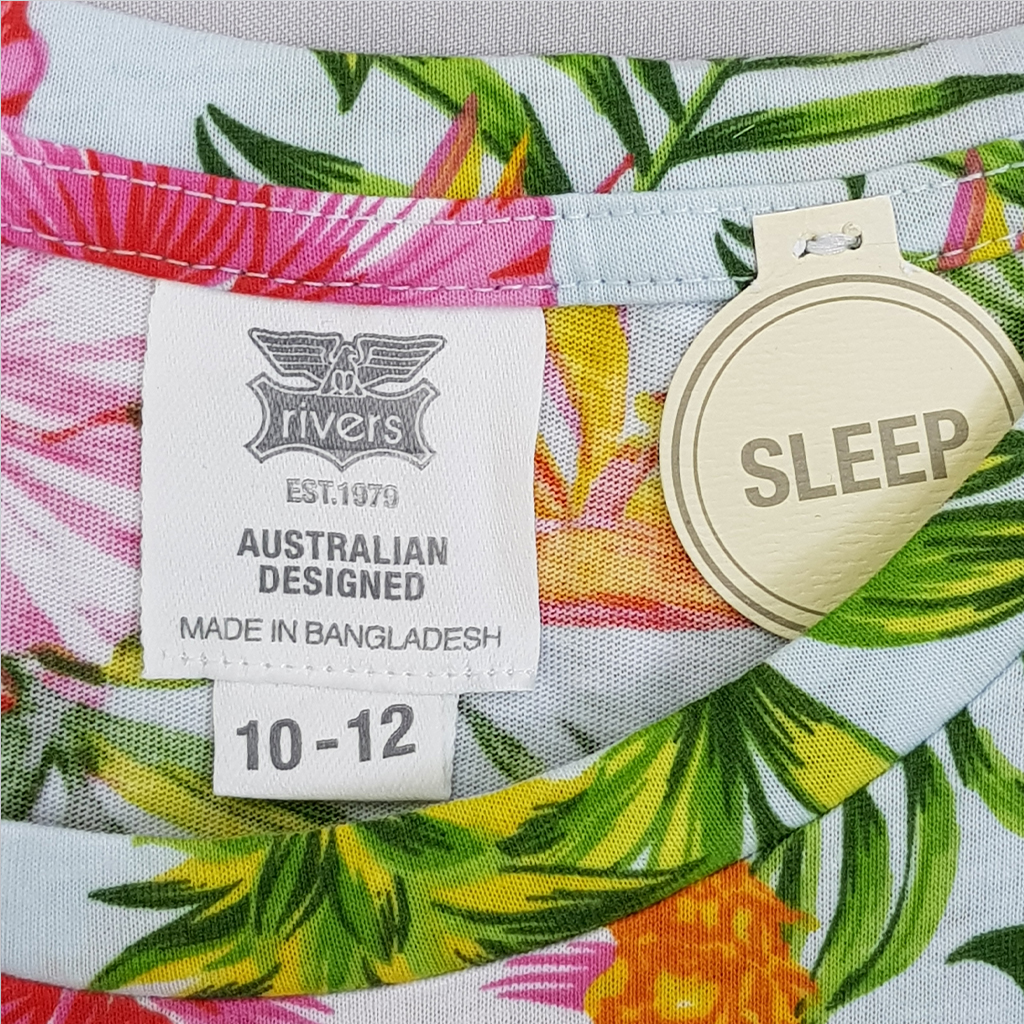 rivers
EST.1979
AUSTRALIAN
DESIGNED
MADE IN BANGLADESH
10-12
SLEEP